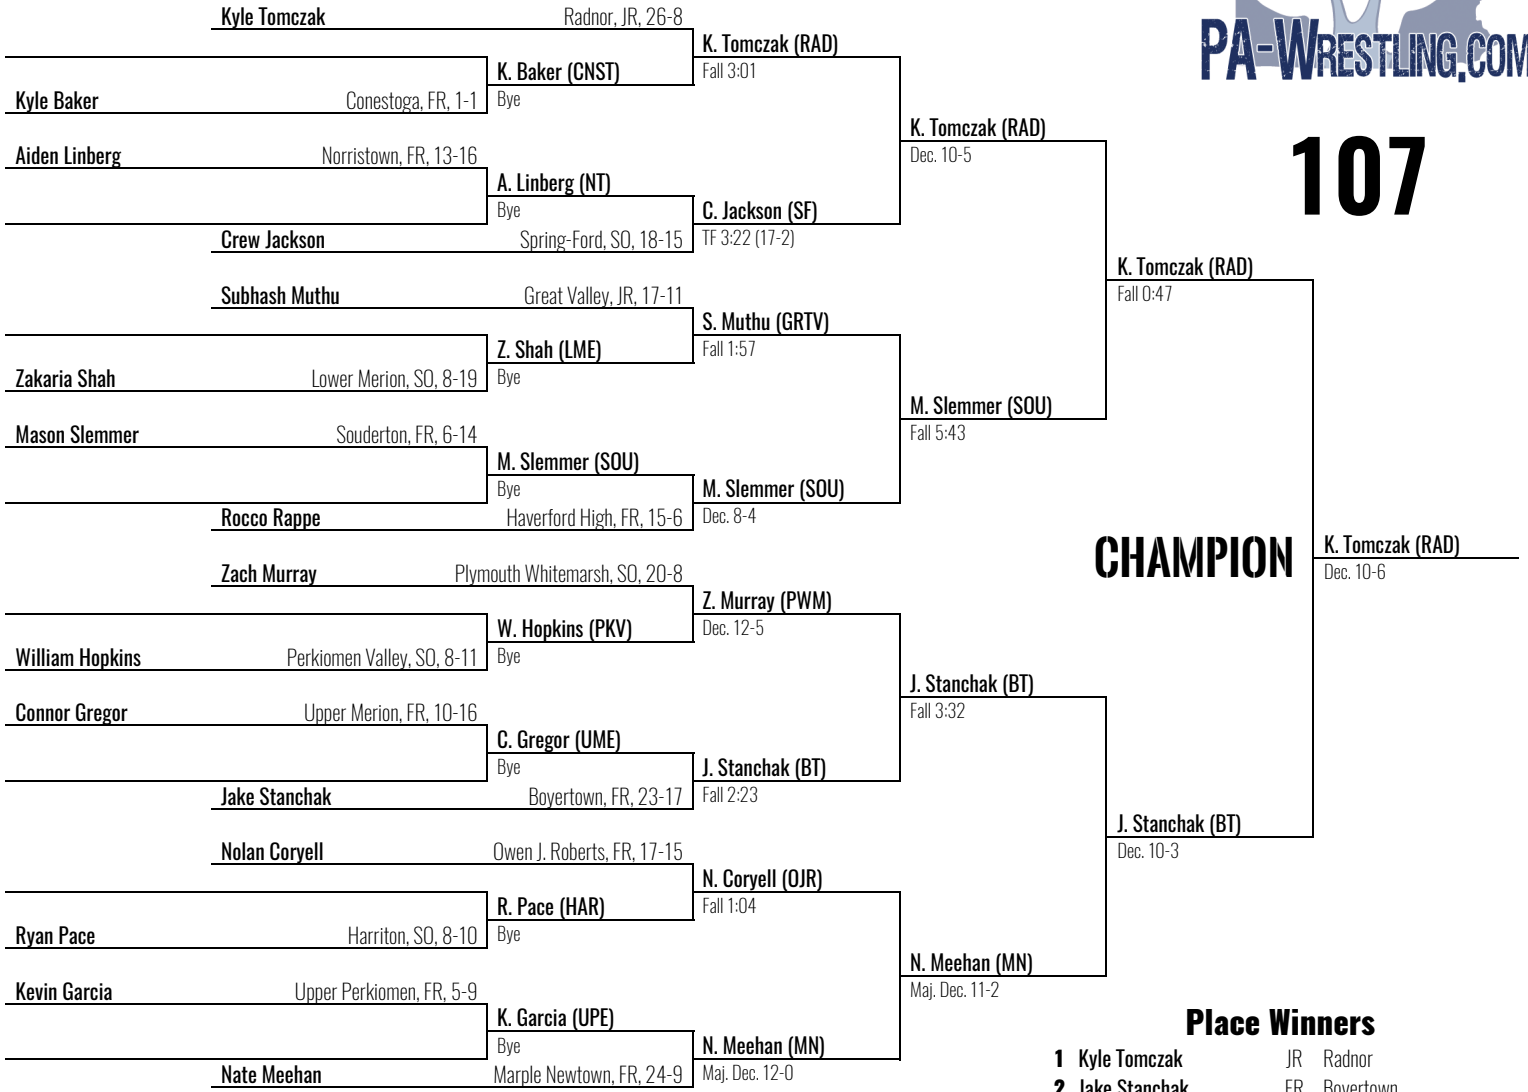 PA-WRESTLING.COM
107
Kyle Tomczak Radnor, JR, 26-8
K. Tomczak (RAD)
Fall 3:01
K. Baker (CNST)
Bye
Kyle Baker Conestoga, FR, 1-1
K. Tomczak (RAD)
Dec. 10-5
Aiden Linberg Norristown, FR, 13-16
A. Linberg (NT)
Bye
C. Jackson (SF)
TF 3:22 (17-2)
Crew Jackson Spring-Ford, SO, 18-15
K. Tomczak (RAD)
Fall 0:47
Subhash Muthu Great Valley, JR, 17-11
S. Muthu (GRTV)
Fall 1:57
Z. Shah (LME)
Bye
Zakaria Shah Lower Merion, SO, 8-19
M. Slemmer (SOU)
Fall 5:43
Mason Slemmer Souderton, FR, 6-14
M. Slemmer (SOU)
Bye
M. Slemmer (SOU)
Dec. 8-4
Rocco Rappe Haverford High, FR, 15-6
CHAMPION
K. Tomczak (RAD)
Dec. 10-6
Zach Murray Plymouth Whitemarsh, SO, 20-8
Z. Murray (PWM)
Dec. 12-5
W. Hopkins (PKV)
Bye
William Hopkins Perkiomen Valley, SO, 8-11
J. Stanchak (BT)
Fall 3:32
Connor Gregor Upper Merion, FR, 10-16
C. Gregor (UME)
Bye
J. Stanchak (BT)
Fall 2:23
Jake Stanchak Boyertown, FR, 23-17
J. Stanchak (BT)
Dec. 10-3
Nolan Coryell Owen J. Roberts, FR, 17-15
N. Coryell (OJR)
Fall 1:04
R. Pace (HAR)
Bye
Ryan Pace Harriton, SO, 8-10
N. Meehan (MN)
Maj. Dec. 11-2
Kevin Garcia Upper Perkiomen, FR, 5-9
K. Garcia (UPE)
Bye
N. Meehan (MN)
Maj. Dec. 12-0
Nate Meehan Marple Newtown, FR, 24-9
Place Winners
1 Kyle Tomczak JR Radnor
2 Jake Stanchak FR Boyertown